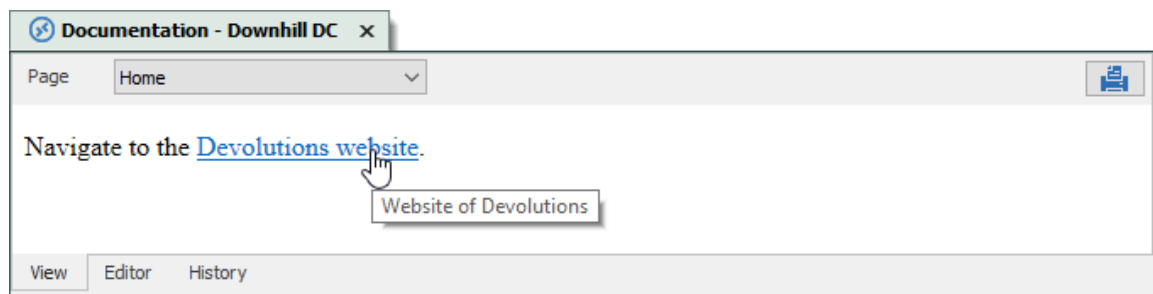 Documentation - Downhill DC x
Page Home
Navigate to the Devolutions website.
Website of Devolutions
View Editor History